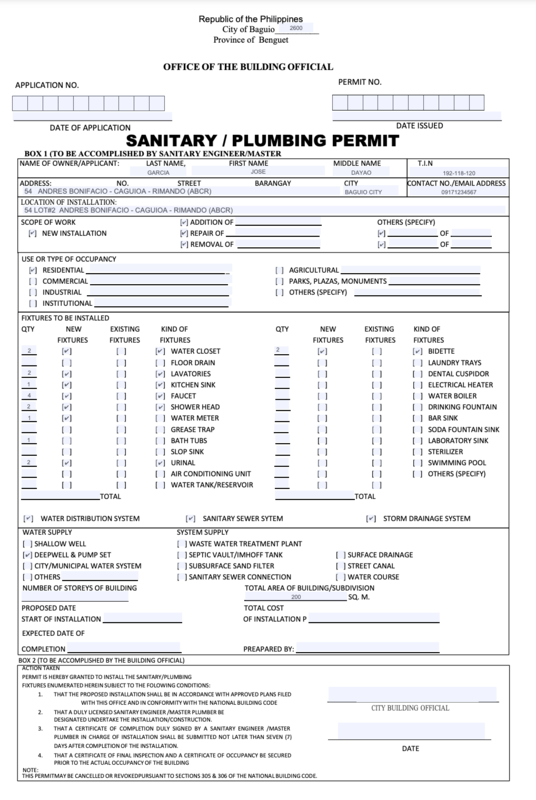 Republic of the Philippines
City of Baguio 2600
Province of Benguet
OFFICE OF THE BUILDING OFFICIAL
APPLICATION NO. PERMIT NO.
DATE OF APPLICATION DATE ISSUED
SANITARY / PLUMBING PERMIT
BOX 1 (TO BE ACCOMPLISHED BY SANITARY ENGINEER/MASTER
NAME OF OWNER/APPLICANT: LAST NAME, FIRST NAME MIDDLE NAME T.I.N
GARCIA JOSE DAYAO 192-118-120
ADDRESS: NO. STREET BARANGAY CITY CONTACT NO./EMAIL ADDRESS
54 ANDRES BONIFACIO - CAGUIOA - RIMANDO (ABCR) BAGUIO CITY 09171234567
LOCATION OF INSTALLATION:
54 LOT#2 ANDRES BONIFACIO - CAGUIOA - RIMANDO (ABCR)
SCOPE OF WORK [✓] ADDITION OF OTHERS (SPECIFY)
[✓] NEW INSTALLATION [✓] REPAIR OF [✓] OF
[✓] REMOVAL OF [✓] OF
USE OR TYPE OF OCCUPANCY
[✓] RESIDENTIAL [ ] AGRICULTURAL
[ ] COMMERCIAL [ ] PARKS, PLAZAS, MONUMENTS
[ ] INDUSTRIAL [ ] OTHERS (SPECIFY)
[ ] INSTITUTIONAL
FIXTURES TO BE INSTALLED
QTY NEW EXISTING KIND OF QTY NEW EXISTING KIND OF
FIXTURES FIXTURES FIXTURES FIXTURES FIXTURES FIXTURES
2 [✓] [ ] [✓] WATER CLOSET 2 [✓] [ ] [✓] BIDETTE
[ ] [ ] [ ] FLOOR DRAIN [ ] [ ] [ ] LAUNDRY TRAYS
2 [✓] [ ] [✓] LAVATORIES [ ] [ ] [ ] DENTAL CUSPIDOR
1 [✓] [ ] [✓] KITCHEN SINK [ ] [ ] [ ] ELECTRICAL HEATER
4 [✓] [ ] [✓] FAUCET [ ] [ ] [ ] WATER BOILER
2 [✓] [ ] [✓] SHOWER HEAD [ ] [ ] [ ] DRINKING FOUNTAIN
1 [✓] [ ] [ ] WATER METER [ ] [ ] [ ] BAR SINK
[ ] [ ] [ ] GREASE TRAP [ ] [ ] [ ] SODA FOUNTAIN SINK
1 [ ] [ ] [ ] BATH TUBS [ ] [ ] [ ] LABORATORY SINK
[ ] [ ] [ ] SLOP SINK [ ] [ ] [ ] STERILIZER
2 [✓] [ ] [✓] URINAL [ ] [ ] [ ] SWIMMING POOL
[ ] [ ] [ ] AIR CONDITIONING UNIT [ ] [ ] [ ] OTHERS (SPECIFY)
[ ] [ ] [ ] WATER TANK/RESERVOIR [ ] [ ]
TOTAL TOTAL
[✓] WATER DISTRIBUTION SYSTEM [✓] SANITARY SEWER SYTEM [✓] STORM DRAINAGE SYSTEM
WATER SUPPLY SYSTEM SUPPLY
[ ] SHALLOW WELL [ ] WASTE WATER TREATMENT PLANT
[✓] DEEPWELL & PUMP SET [ ] SEPTIC VAULT/IMHOFF TANK [ ] SURFACE DRAINAGE
[ ] CITY/MUNICIPAL WATER SYSTEM [ ] SUBSURFACE SAND FILTER [ ] STREET CANAL
[ ] OTHERS [ ] SANITARY SEWER CONNECTION [ ] WATER COURSE
NUMBER OF STOREYS OF BUILDING TOTAL AREA OF BUILDING/SUBDIVISION
200 SQ. M.
PROPOSED DATE TOTAL COST
START OF INSTALLATION OF INSTALLATION P
EXPECTED DATE OF
COMPLETION PREAPARED BY:
BOX 2 (TO BE ACCOMPLISHED BY THE BUILDING OFFICIAL)
ACTION TAKEN
PERMIT IS HEREBY GRANTED TO INSTALL THE SANITARY/PLUMBING
FIXTURES ENUMERATED HEREIN SUBJECT TO THE FOLOWING CONDITIONS:
1. THAT THE PROPOSED INSTALLATION SHALL BE IN ACCORDANCE WITH APPROVED PLANS FILED
WITH THIS OFFICE AND IN CONFORMITY WITH THE NATIONAL BUILDING CODE
2. THAT A DULY LICENSED SANITARY ENGINEER /MASTER PLUMBER BE
DESIGNATED UNDERTAKE THE INSTALLATION/CONSTRUCTION.
3. THAT A CERTIFICATE OF COMPLETION DULY SIGNED BY A SANITARY ENGINEER /MASTER
PLUMBER IN CHARGE OF INSTALLATION SHALL BE SUBMITTED NOT LATER THAN SEVEN (7)
DAYS AFTER COMPLETION OF THE INSTALLATION.
4. THAT A CERTIFICATE OF FINAL INSPECTION AND A CERTIFICATE OF OCCUPANCY BE SECURED
PRIOR TO THE ACTUAL OCCUPANCY OF THE BUILDING
CITY BUILDING OFFICIAL
DATE
NOTE:
THIS PERMITMAY BE CANCELLED OR REVOKEDPURSUANT TO SECTIONS 305 & 306 OF THE NATIONAL BUILDING CODE.